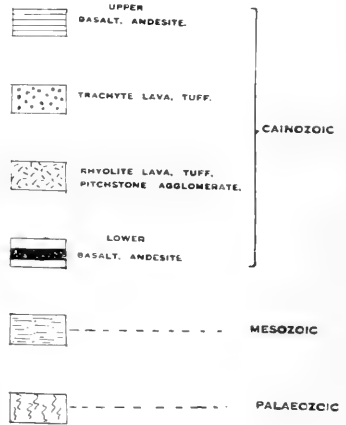 UPPER
BASALT, ANDESITE.
TRACHYTE LAVA, TUFF.
CAINOZOIC
RHYOLITE LAVA, TUFF.
PITCHSTONE AGGLOMERATE.
LOWER
BASALT, ANDESITE
MESOZOIC
PALAEOZOIC